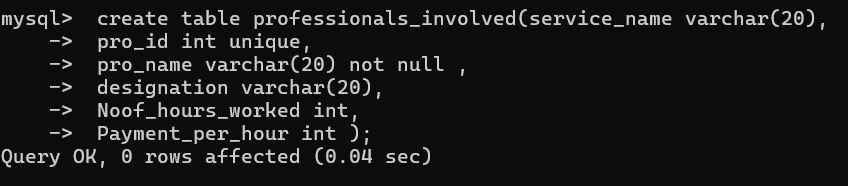 mysql>  create table professionals_involved(service_name varchar(20),
    ->  pro_id int unique,
    ->  pro_name varchar(20) not null ,
    ->  designation varchar(20),
    ->  Noof_hours_worked int,
    ->  Payment_per_hour int );
Query OK, 0 rows affected (0.04 sec)